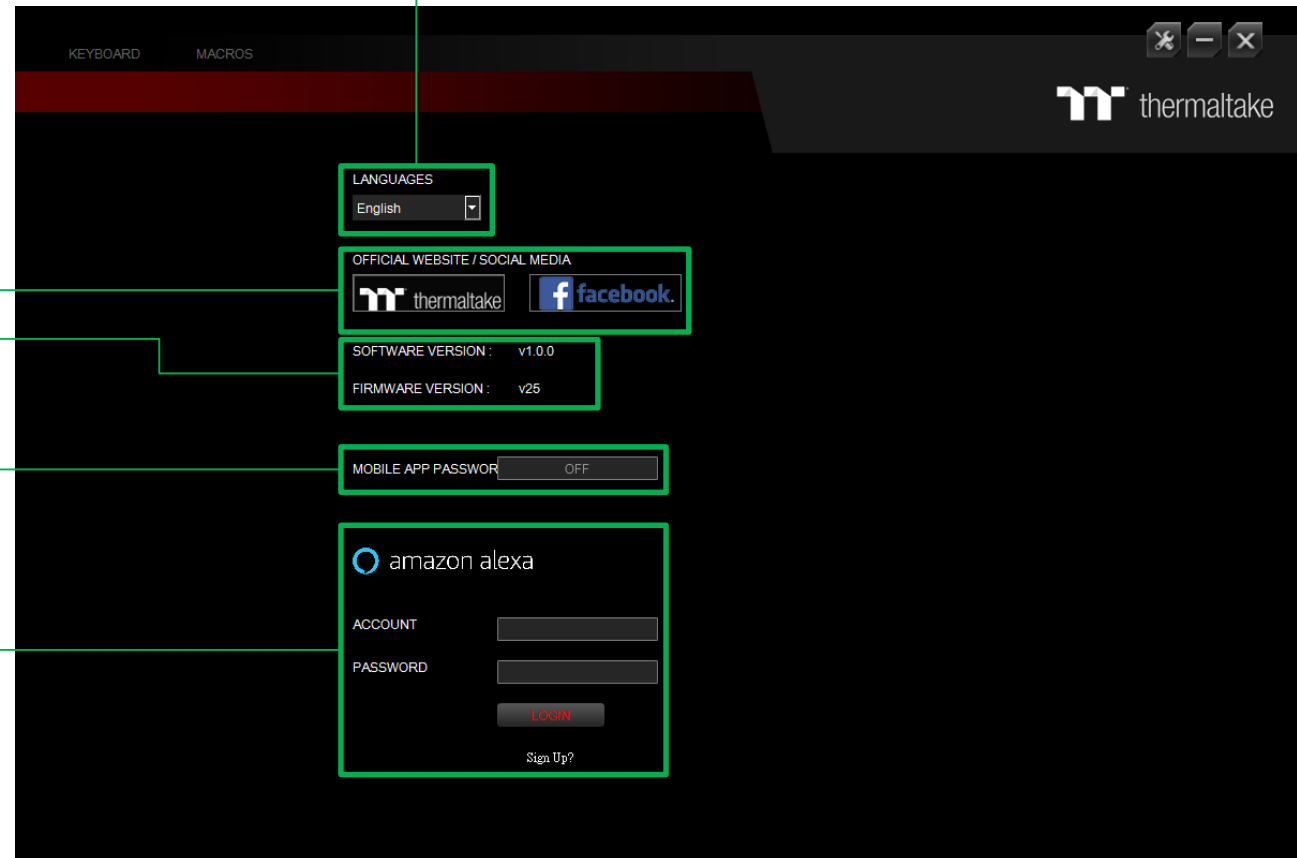 KEYBOARD MACROS
thermaltake
LANGUAGES
English
OFFICIAL WEBSITE / SOCIAL MEDIA
thermaltake facebook.
SOFTWARE VERSION : v1.0.0
FIRMWARE VERSION : v25
MOBILE APP PASSWOR OFF
amazon alexa
ACCOUNT
PASSWORD
LOGIN
Sign Up?